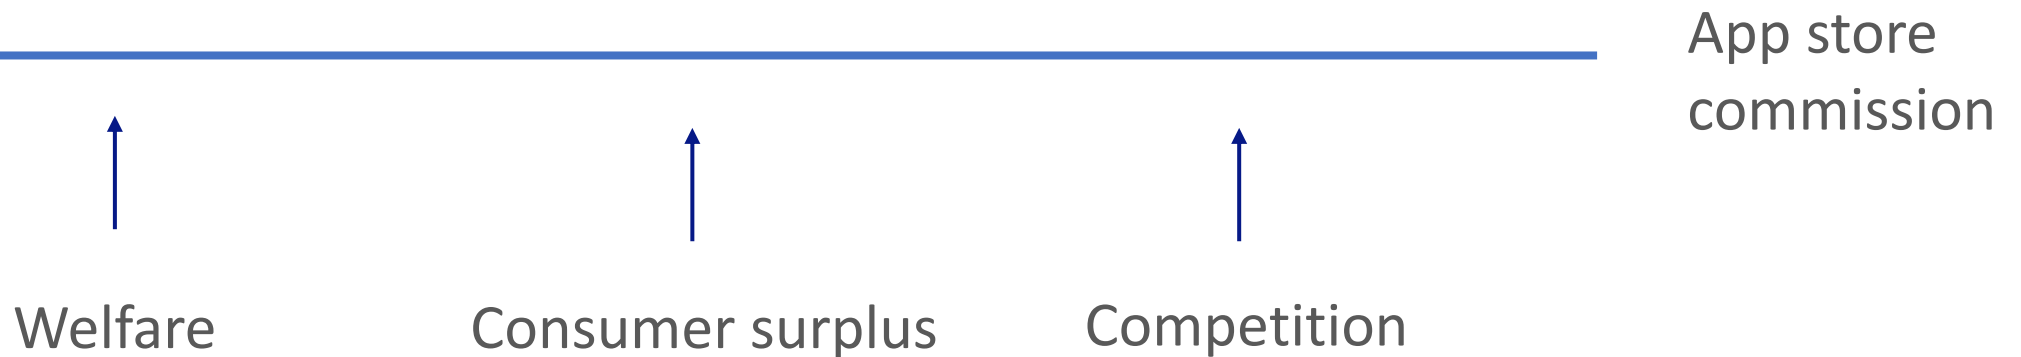 App store
commission
Welfare
Consumer surplus
Competition